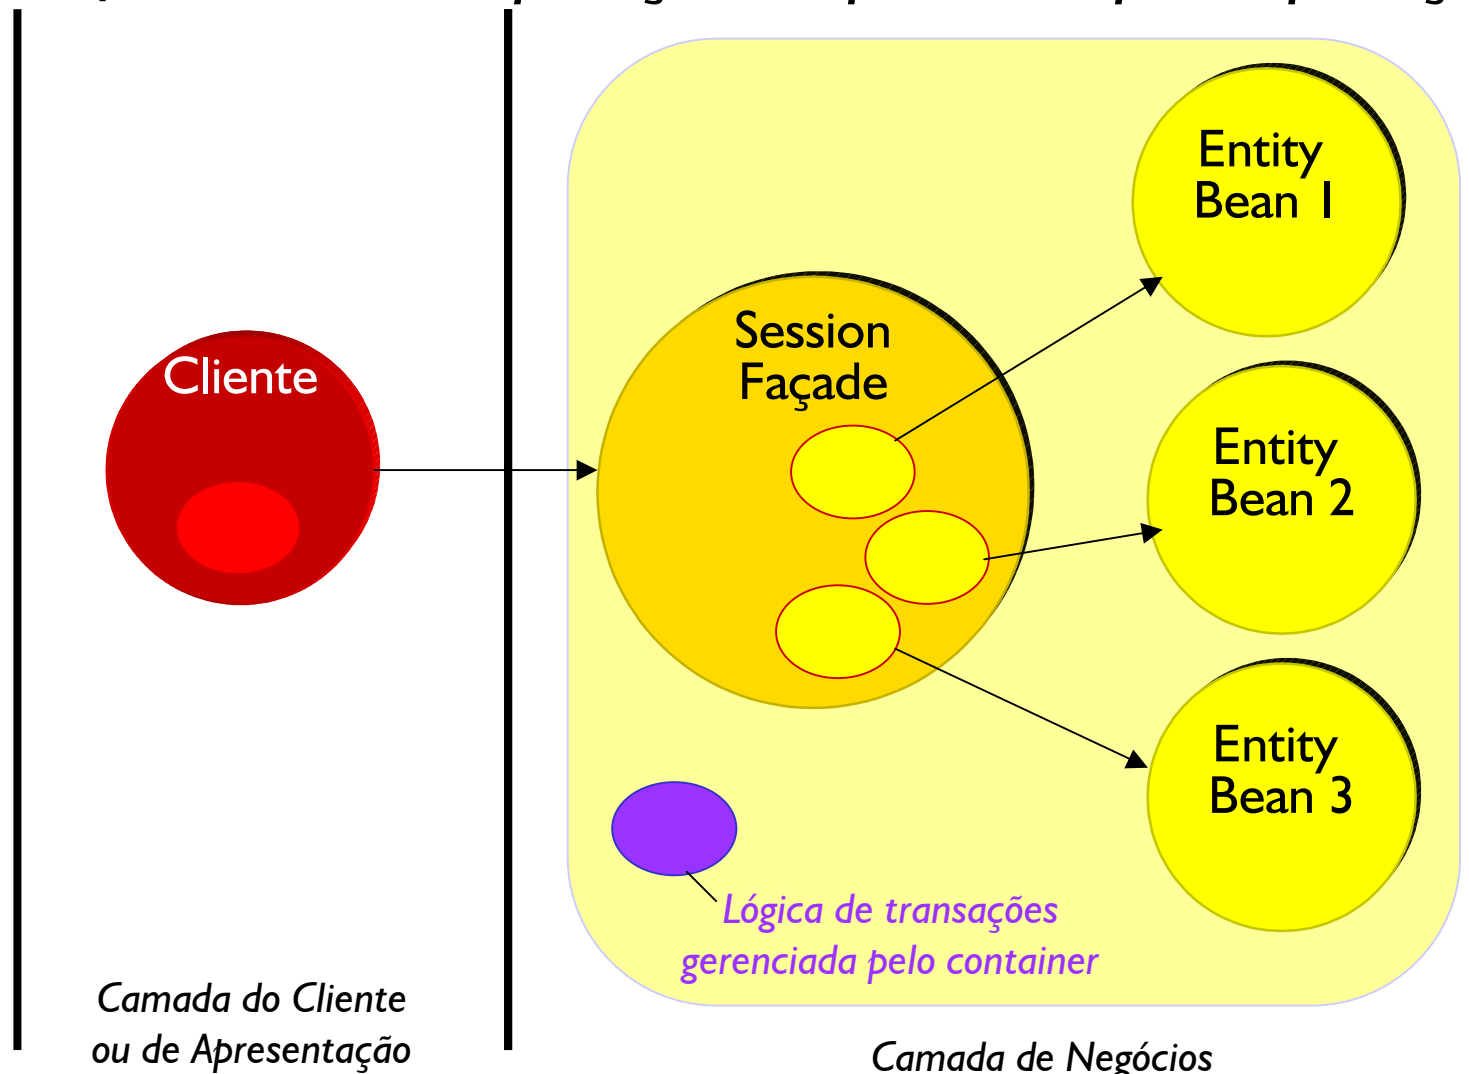 Entity
Bean 1
Session
Façade
Cliente
Entity
Bean 2
Entity
Bean 3
Lógica de transações
gerenciada pelo container
Camada do Cliente
ou de Apresentação
Camada de Negócios